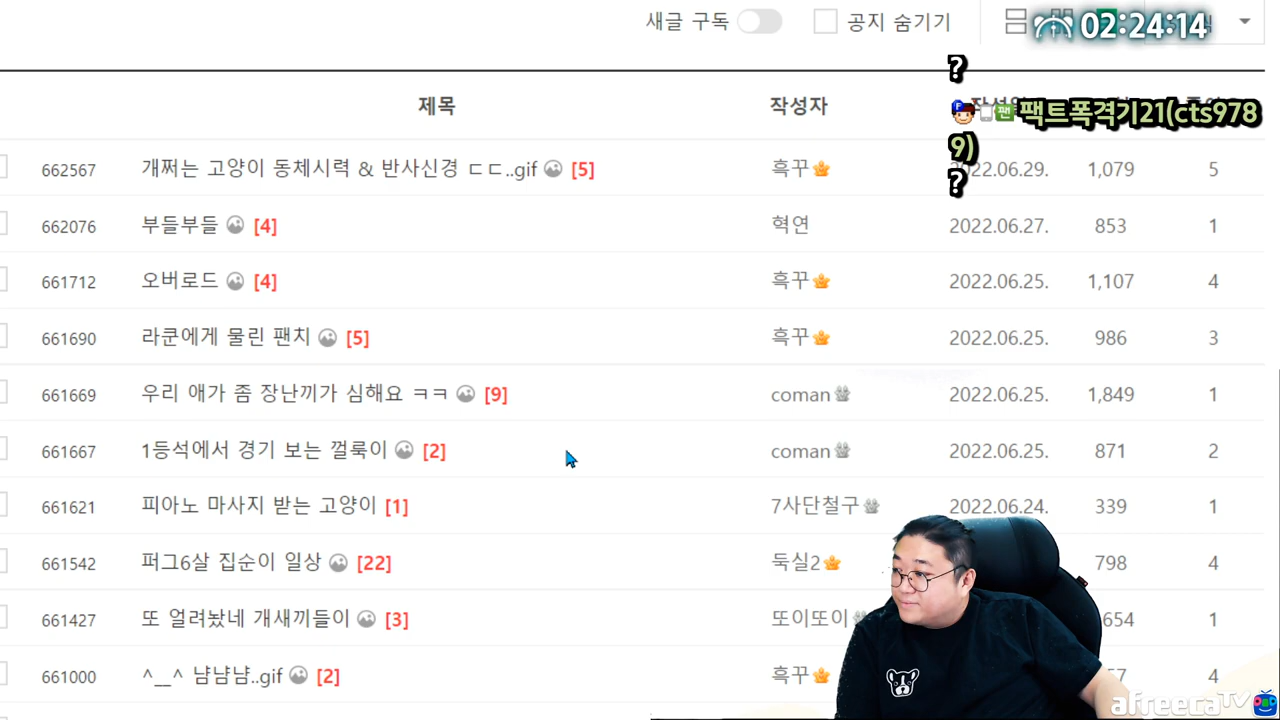 새글 구독 공지 숨기기 02:24:14
?
제목 작성자
팩트폭격기21(cts978
9)
?
662567 개쩌는 고양이 동체시력 & 반사신경 ㄷㄷ..gif [5] 흑꾸 2022.06.29. 1,079 5
662076 부들부들 [4] 혁연 2022.06.27. 853 1
661712 오버로드 [4] 흑꾸 2022.06.25. 1,107 4
661690 라쿤에게 물린 팬치 [5] 흑꾸 2022.06.25. 986 3
661669 우리 애가 좀 장난끼가 심해요 ㅋㅋ [9] coman 2022.06.25. 1,849 1
661667 1등석에서 경기 보는 껄룩이 [2] coman 2022.06.25. 871 2
661621 피아노 마사지 받는 고양이 [1] 7사단철구 2022.06.24. 339 1
661542 퍼그6살 집순이 일상 [22] 둑실2 798 4
661427 또 얼려놨네 개새끼들이 [3] 또이또이 654 1
661000 ^__^ 냠냠냠..gif [2] 흑꾸 4
afreecaTV